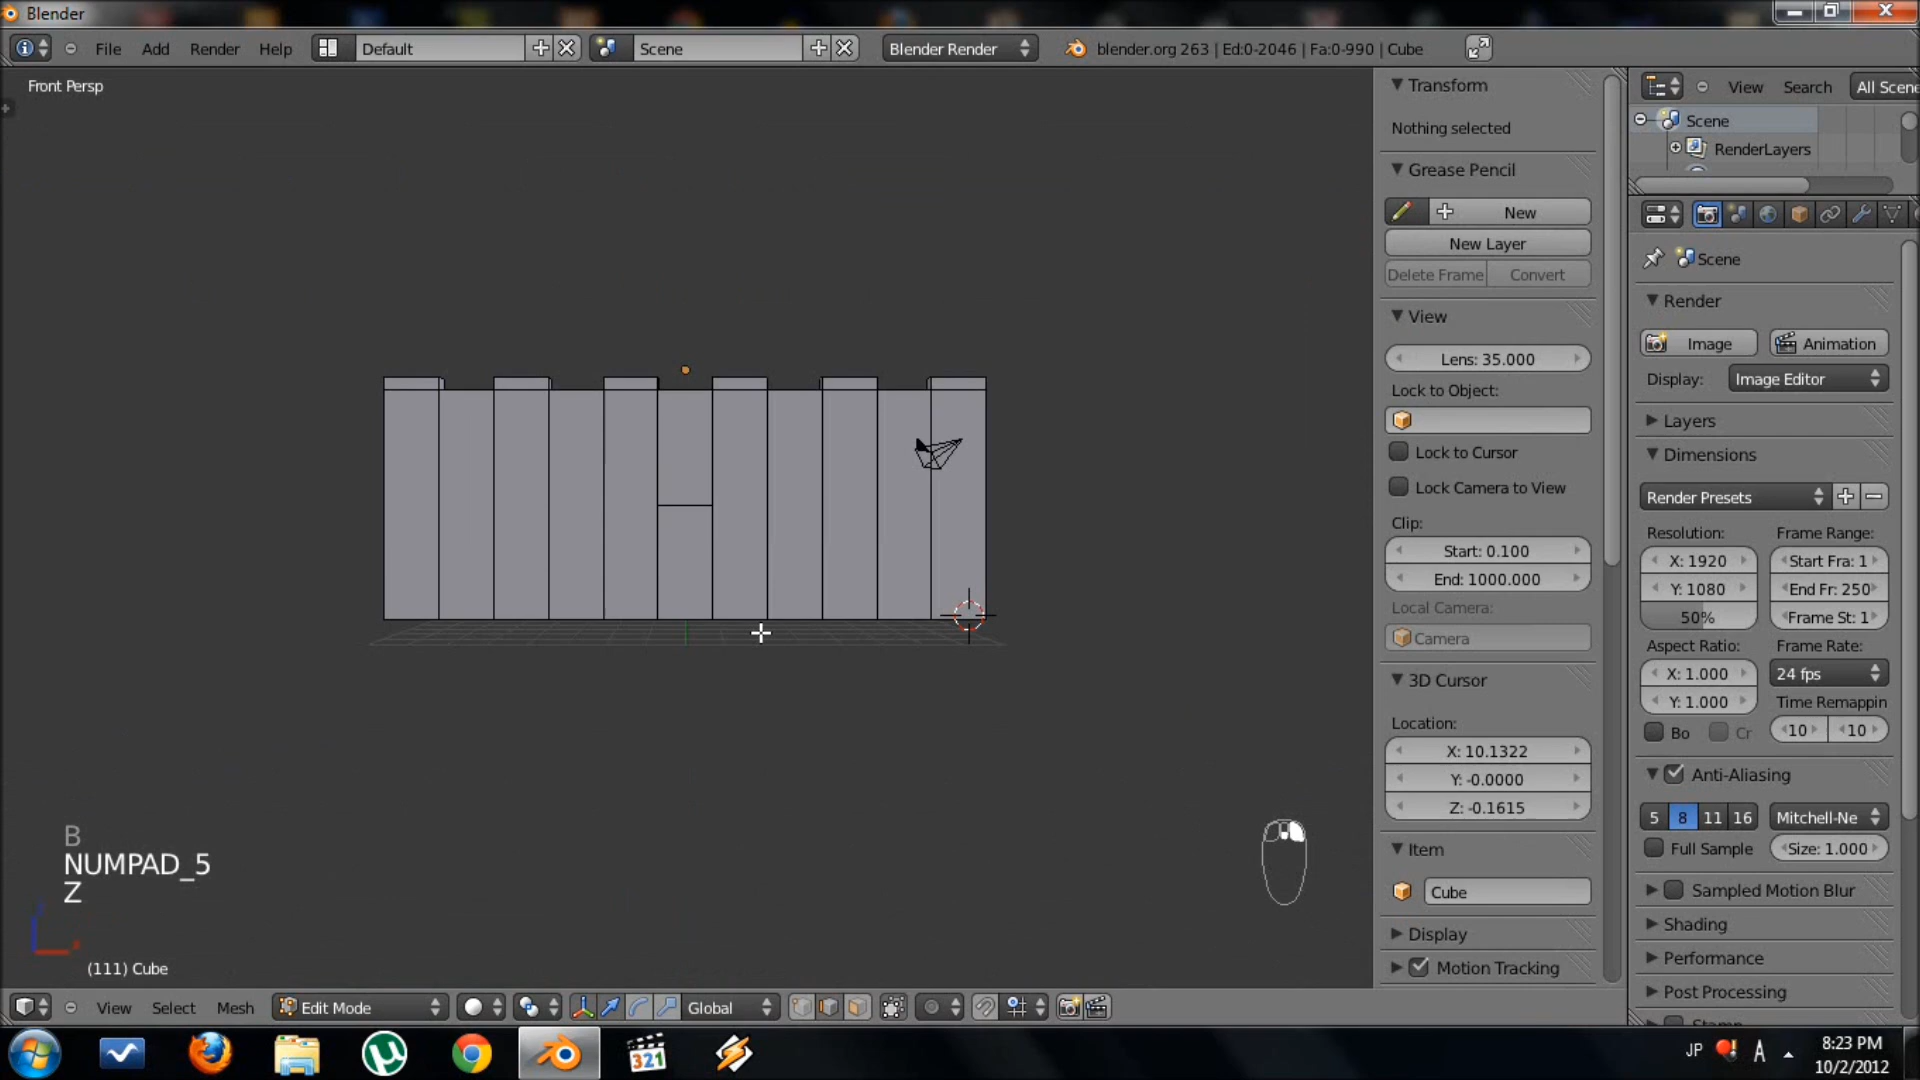 Blender
File Add Render Help Default Scene Blender Render blender.org 263 | Ed:0-2046 | Fa:0-990 | Cube
Front Persp
Transform
Nothing selected
Grease Pencil
New
New Layer
Delete Frame Convert
View
Lens: 35.000
Lock to Object:
Lock to Cursor
Lock Camera to View
Clip:
Start: 0.100
End: 1000.000
Local Camera:
Camera
3D Cursor
Location:
X: 10.1322
Y: -0.0000
Z: -0.1615
Item
Cube
Display
Motion Tracking
View Search All Scene
Scene
RenderLayers
Scene
Render
Image Animation
Display: Image Editor
Layers
Dimensions
Render Presets
Resolution: Frame Range:
X: 1920 Start Fra: 1
Y: 1080 End Fr: 250
50% Frame St: 1
Aspect Ratio: Frame Rate:
X: 1.000 24 fps
Y: 1.000 Time Remappin
Bo Cr 10 10
Anti-Aliasing
5 8 11 16 Mitchell-Ne
Full Sample Size: 1.000
Sampled Motion Blur
Shading
Performance
Post Processing
B
NUMPAD_5
Z
(111) Cube
View Select Mesh Edit Mode Global
321
JP A 8:23 PM
10/2/2012